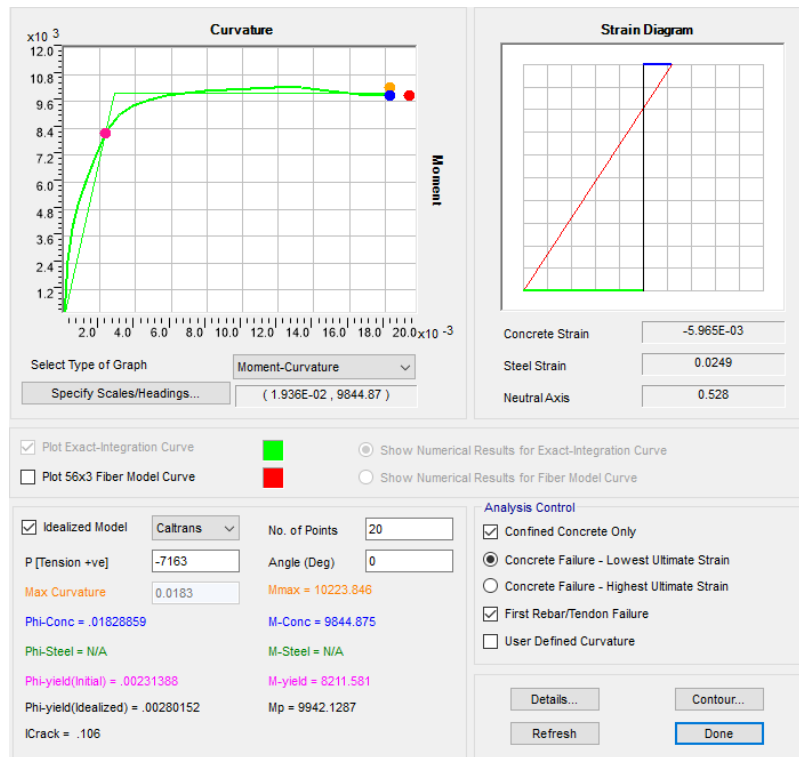 Curvature
x10 3
12.0
10.8
9.6
8.4
7.2
6.0
4.8
3.6
2.4
1.2
Moment
2.0 4.0 6.0 8.0 10.0 12.0 14.0 16.0 18.0 20.0 x10 -3
Select Type of Graph
Moment-Curvature
Specify Scales/Headings...
( 1.936E-02 , 9844.87 )
Strain Diagram
Concrete Strain
-5.965E-03
Steel Strain
0.0249
Neutral Axis
0.528
Plot Exact-Integration Curve
Show Numerical Results for Exact-Integration Curve
Plot 56x3 Fiber Model Curve
Show Numerical Results for Fiber Model Curve
Idealized Model
Caltrans
No. of Points
20
P [Tension +ve]
-7163
Angle (Deg)
0
Max Curvature
0.0183
Mmax = 10223.846
Phi-Conc = .01828859
M-Conc = 9844.875
Phi-Steel = N/A
M-Steel = N/A
Phi-yield(Initial) = .00231388
M-yield = 8211.581
Phi-yield(Idealized) = .00280152
Mp = 9942.1287
ICrack = .106
Analysis Control
Confined Concrete Only
Concrete Failure - Lowest Ultimate Strain
Concrete Failure - Highest Ultimate Strain
First Rebar/Tendon Failure
User Defined Curvature
Details...
Contour...
Refresh
Done